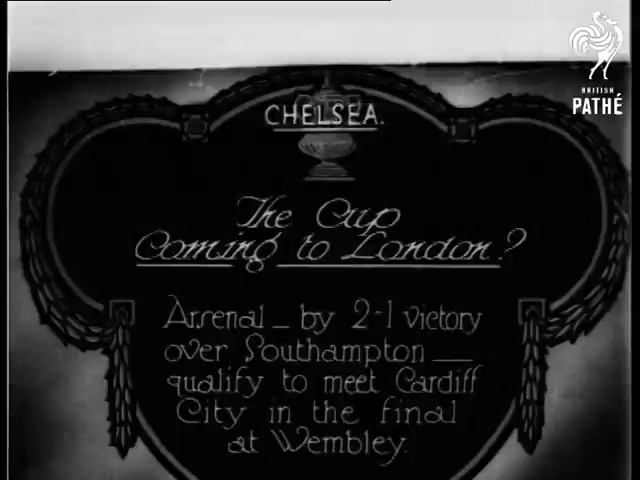 BRITISH
PATHÉ
CHELSEA.
The Cup
Coming to London?
Arsenal _ by 2-1 victory
over Southampton __
qualify to meet Cardiff
City in the final
at Wembley.